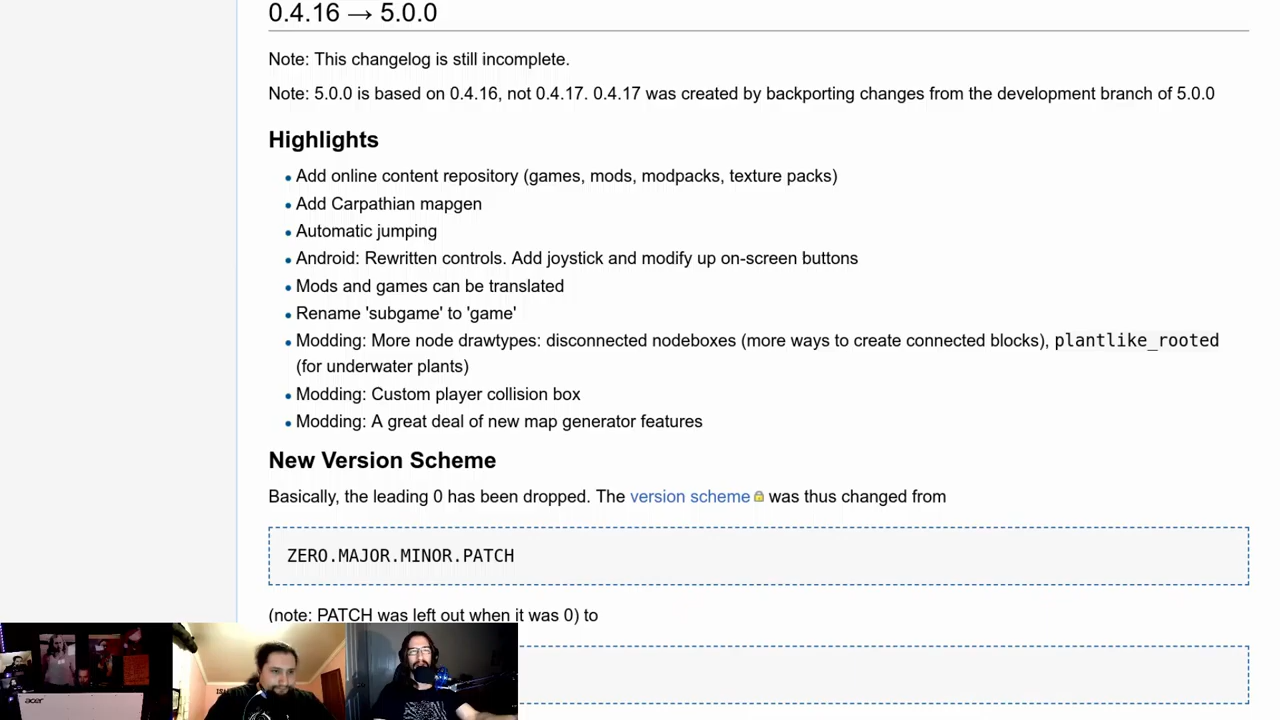 0.4.16 → 5.0.0
Note: This changelog is still incomplete.
Note: 5.0.0 is based on 0.4.16, not 0.4.17. 0.4.17 was created by backporting changes from the development branch of 5.0.0
Highlights
Add online content repository (games, mods, modpacks, texture packs)
Add Carpathian mapgen
Automatic jumping
Android: Rewritten controls. Add joystick and modify up on-screen buttons
Mods and games can be translated
Rename 'subgame' to 'game'
Modding: More node drawtypes: disconnected nodeboxes (more ways to create connected blocks), plantlike_rooted
(for underwater plants)
Modding: Custom player collision box
Modding: A great deal of new map generator features
New Version Scheme
Basically, the leading 0 has been dropped. The version scheme was thus changed from
ZERO.MAJOR.MINOR.PATCH
(note: PATCH was left out when it was 0) to
acer